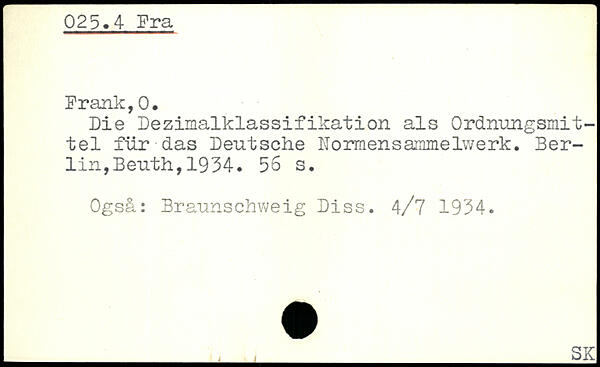 025.4 Fra
Frank,O.
Die Dezimalklassifikation als Ordnungsmit-
tel für das Deutsche Normensammelwerk. Ber-
lin,Beuth,1934. 56 s.
Også: Braunschweig Diss. 4/7 1934.
SK